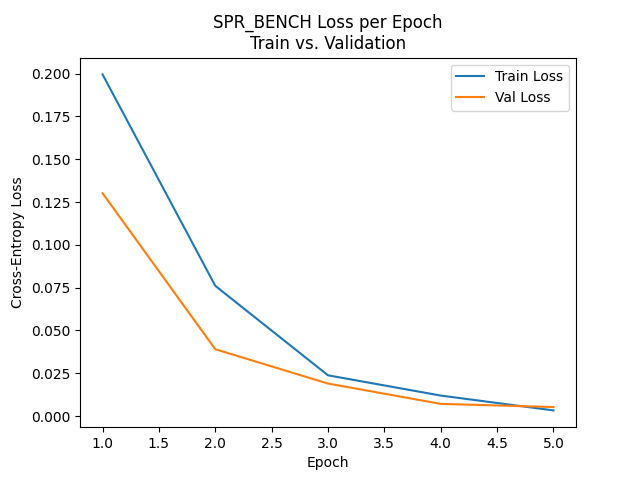 SPR_BENCH Loss per Epoch
Train vs. Validation
Train Loss
Val Loss
Cross-Entropy Loss
0.200
0.175
0.150
0.125
0.100
0.075
0.050
0.025
0.000
1.0 1.5 2.0 2.5 3.0 3.5 4.0 4.5 5.0
Epoch